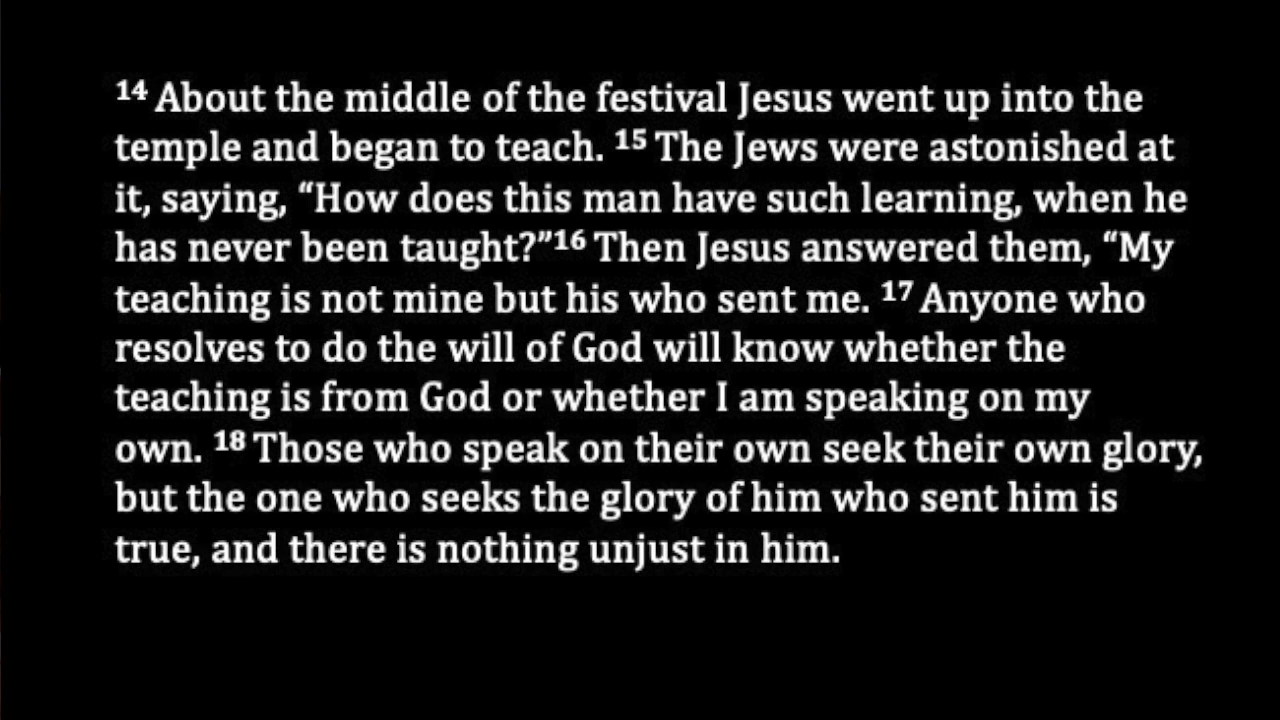 ¹⁴ About the middle of the festival Jesus went up into the
temple and began to teach. ¹⁵ The Jews were astonished at
it, saying, “How does this man have such learning, when he
has never been taught?”¹⁶ Then Jesus answered them, “My
teaching is not mine but his who sent me. ¹⁷ Anyone who
resolves to do the will of God will know whether the
teaching is from God or whether I am speaking on my
own. ¹⁸ Those who speak on their own seek their own glory,
but the one who seeks the glory of him who sent him is
true, and there is nothing unjust in him.